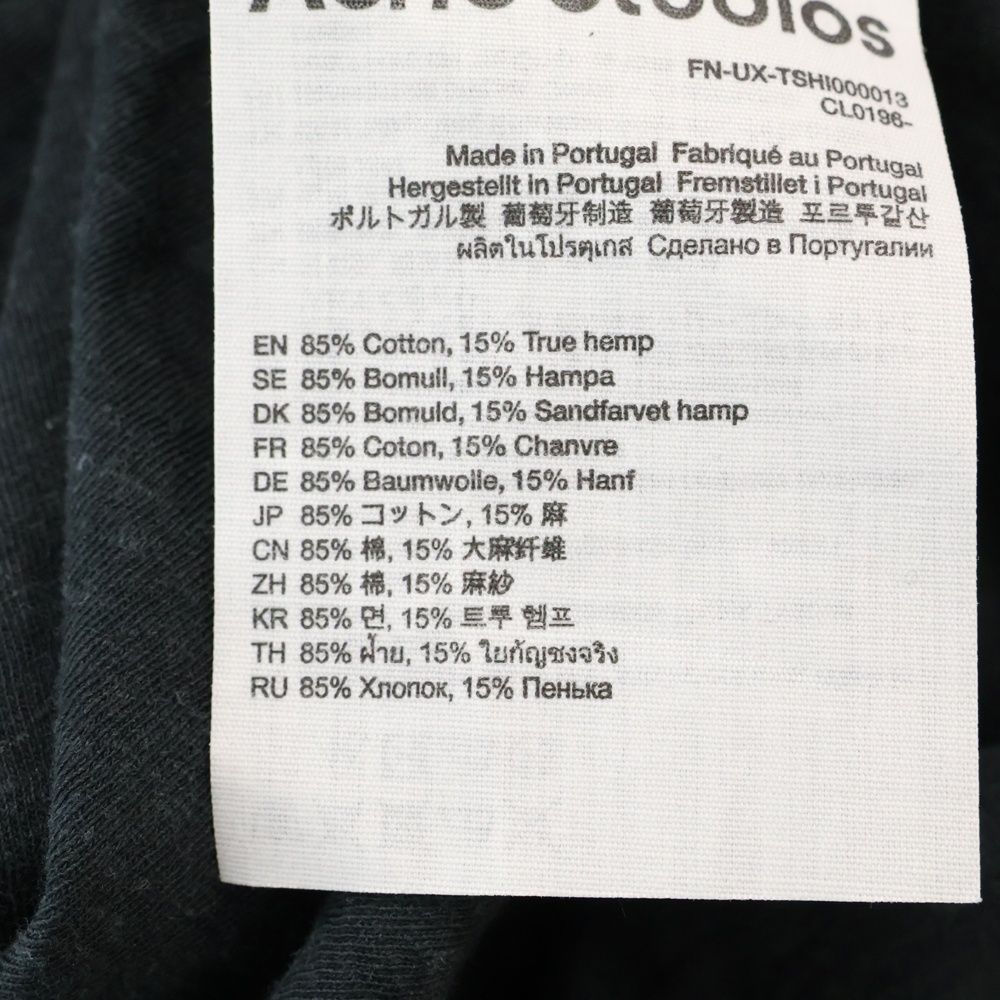 Acne Studios
FN-UX-TSHI000013
CL0196-
Made in Portugal Fabriqué au Portugal
Hergestellt in Portugal Fremstillet i Portugal
ポルトガル製 葡萄牙制造 葡萄牙製造 포르투갈산
ผลิตในโปรตุเกส Сделано в Португалии
EN 85% Cotton, 15% True hemp
SE 85% Bomull, 15% Hampa
DK 85% Bomuld, 15% Sandfarvet hamp
FR 85% Coton, 15% Chanvre
DE 85% Baumwolle, 15% Hanf
JP 85% コットン, 15% 麻
CN 85% 棉, 15% 大麻纤维
ZH 85% 棉, 15% 麻紗
KR 85% 면, 15% 트루 헴프
TH 85% ฝ้าย, 15% ใยกัญชงจริง
RU 85% Хлопок, 15% Пенька